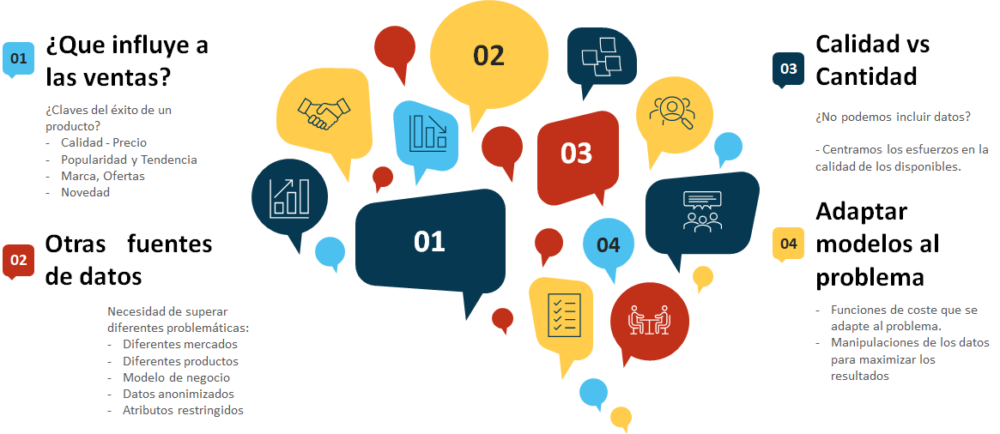 01
¿Que influye a
las ventas?
¿Claves del éxito de un
producto?
- Calidad - Precio
- Popularidad y Tendencia
- Marca, Ofertas
- Novedad
02
Otras fuentes
de datos
Necesidad de superar
diferentes problemáticas:
- Diferentes mercados
- Diferentes productos
- Modelo de negocio
- Datos anonimizados
- Atributos restringidos
02
03
01
04
03
Calidad vs
Cantidad
¿No podemos incluir datos?
- Centramos los esfuerzos en la
calidad de los disponibles.
04
Adaptar
modelos al
problema
- Funciones de coste que se
adapte al problema.
- Manipulaciones de los datos
para maximizar los
resultados